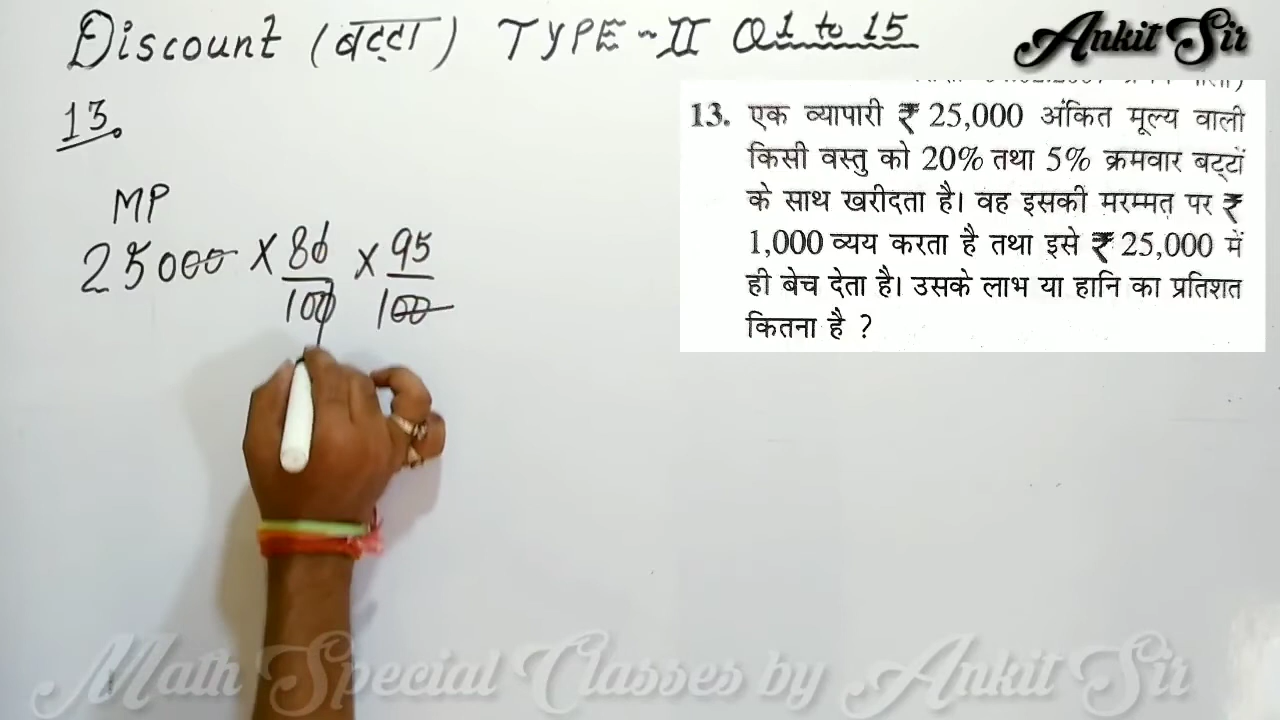 Discount (बट्टा) TYPE-II Q 1 to 15
Ankit Sir
13.
MP
25000 × 80/100 × 95/100
13. एक व्यापारी ₹ 25,000 अंकित मूल्य वाली
किसी वस्तु को 20% तथा 5% क्रमवार बट्टों
के साथ खरीदता है। वह इसकी मरम्मत पर ₹
1,000 व्यय करता है तथा इसे ₹ 25,000 में
ही बेच देता है। उसके लाभ या हानि का प्रतिशत
कितना है ?
Math Special Classes by Ankit Sir